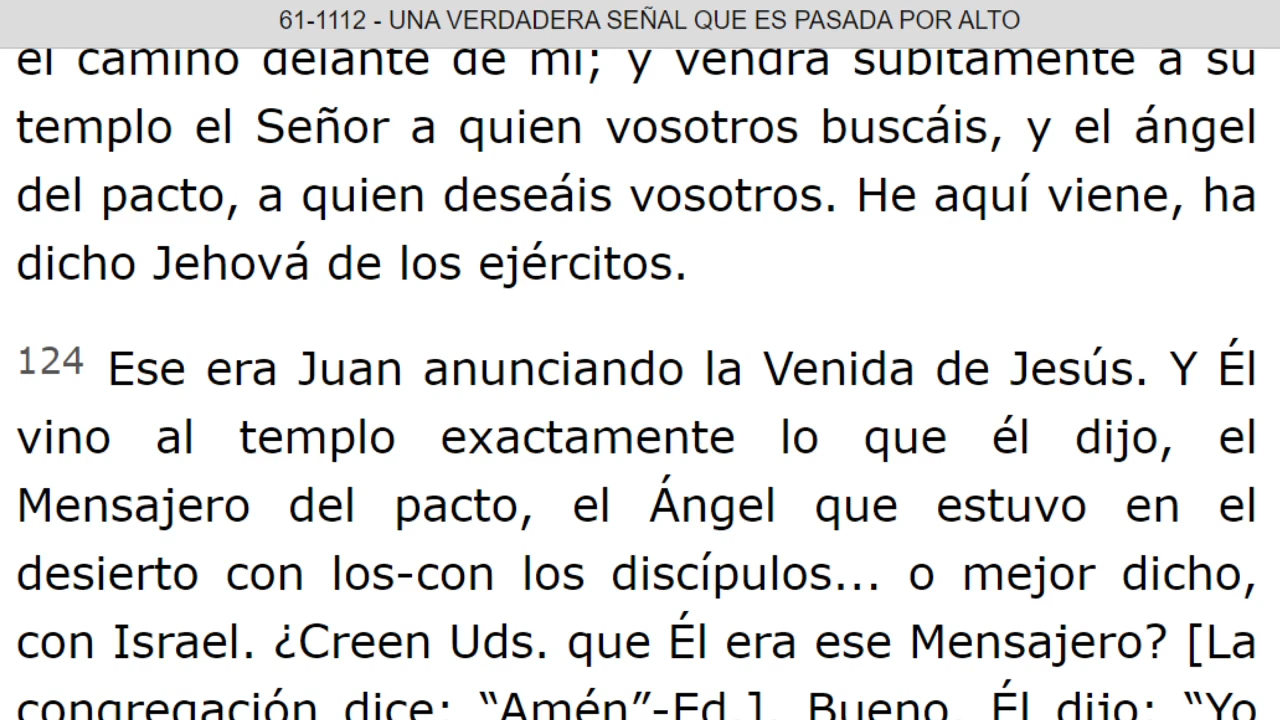 61-1112 - UNA VERDADERA SEÑAL QUE ES PASADA POR ALTO
el camino delante de mí; y vendrá subitamente a su
templo el Señor a quien vosotros buscáis, y el ángel
del pacto, a quien deseáis vosotros. He aquí viene, ha
dicho Jehová de los ejércitos.
124 Ese era Juan anunciando la Venida de Jesús. Y Él
vino al templo exactamente lo que él dijo, el
Mensajero del pacto, el Ángel que estuvo en el
desierto con los-con los discípulos... o mejor dicho,
con Israel. ¿Creen Uds. que Él era ese Mensajero? [La
congregación dice: “Amén”-Ed.]. Bueno, Él dijo: “Yo